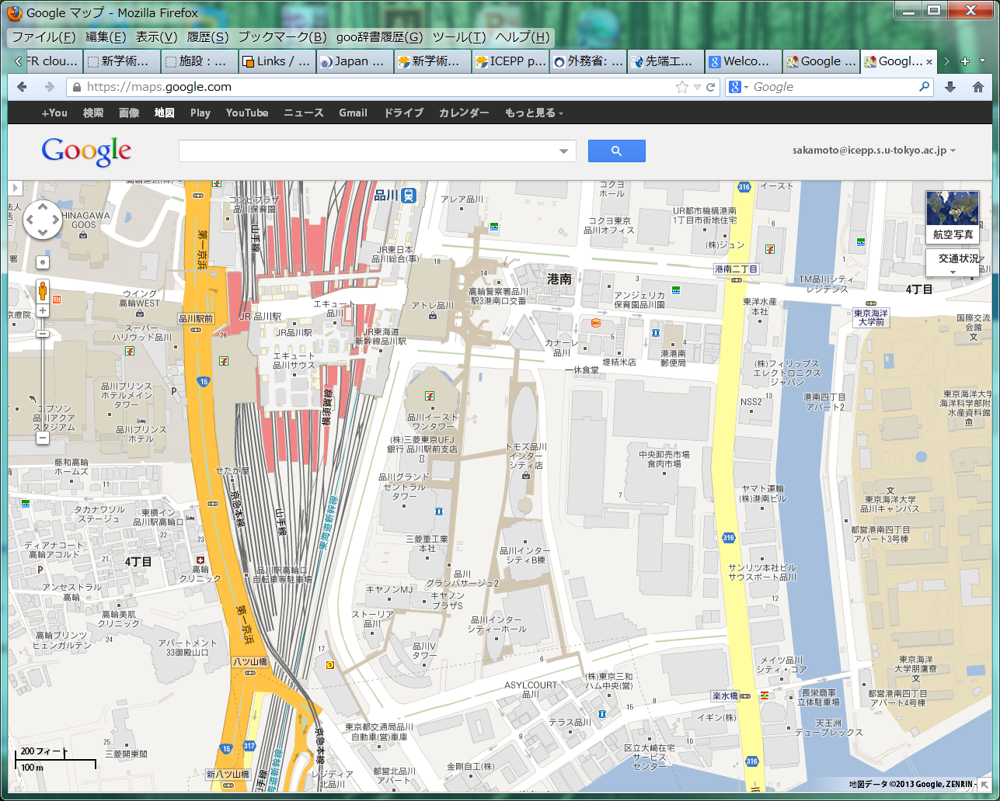 Google マップ - Mozilla Firefox
ファイル(F) 編集(E) 表示(V) 履歴(S) ブックマーク(B) goo辞書履歴(G) ツール(T) ヘルプ(H)
FR clou... 新学術... 施設：... Links / ... Japan ... 新学術... ICEPP p... 外務省: ... 先端工... Welco... Google ... Googl...
https://maps.google.com
Google
+You 検索 画像 地図 Play YouTube ニュース Gmail ドライブ カレンダー もっと見る
Google
sakamoto@icepp.s.u-tokyo.ac.jp
航空写真
交通状況
品川
アレア品川
コクヨ
ホール
316
イースト
コンビプラザ
品川保育園
SHINAGAWA
GOOS
山手線
第一京浜
JR東日本
品川総合(事)
コクヨ東京
品川オフィス
UR都市機構港南
1丁目市街地住宅
(株)ジュン
6
18
14
港南
3
港南二丁目
1
TM品川シティ
レジデンス
4丁目
高輪警察署品川
駅3港南口交番
アンジェリカ
保育園品川園
東洋水産
本社
東京海洋
大学前
国際交流
会館
文
ウイング
高輪WEST
品川駅前
26
スーパー
ハリウッド品川
JR 品川駅
エキュート
品川
JR品川駅
アトレ品川
JR東海道
新幹線品川駅
エキュート
品川サウス
カナーレ
品川
5
堤精米店
港港南
郵便局
一休食堂
(株)フィリップス
エレクトロニクス
ジャパン
15
品川プリンス
ホテルメイン
タワー
P
エプソン
品川アクア
スタジアム
品川プリンス
ホテル
横須賀線
品川イースト
ワンタワー
(株)三菱東京UFJ
銀行 品川駅前支店
NSS2
13
港南四丁目
アパート2
東京海洋大学
海洋科学部附
水産資料館
トモズ品川
インター
シティ店
中央卸売市場
食肉市場
7
藤和高輪
ホームズ
11
せたが屋
品川グランド
セントラル
タワー
ヤマト運輸
(株)港南ビル
文
東京海洋大学
品川キャンパス
タカナワソル
ステージュ
東横イン
品川駅高輪口
22
23
京急本線
山手線
東海道新幹線
三菱重工業
本社
品川インター
シティB棟
316
都営港南四丁目
アパート3号棟
ディアナコート
高輪アコルド
21
P
4丁目
高輪
クリニック
品川駅高輪口
自転車等駐車場
品川
グランパサージュ2
サンリツ本社ビル
サウスポート品川
アンセストラル
高輪
キヤノンMJ
キヤノン
プラザS
12
高輪美肌
クリニック
ストーリア
品川
品川インター
シティーホール
高輪プリンツ
ヒェンガルテン
24
アパートメント
33御殿山口
第一京浜
17
品川V
タワー
八ツ山橋
6
メイツ品川
シティ・コア
東京海洋
大学朋鷹寮
文
ASYLCOURT
品川
(株)東京三和
ハム中央(営)
8
楽水橋
長栄商事
立体駐車場
都営港南四丁目
アパート4号棟
15
イギン(株)
テラス品川
天王洲
デュープレックス
東京都交通局品川
自動車(営)車庫
25
三菱開東閣
15
317
京急本線
区立大崎在宅
サービス
センター
新八ツ山橋
山手線
東海道新幹線
レジディア
北品川
都営北品川
アパート
金剛自工(株)
316
200 フィート
100 m
地図データ ©2013 Google, ZENRIN -